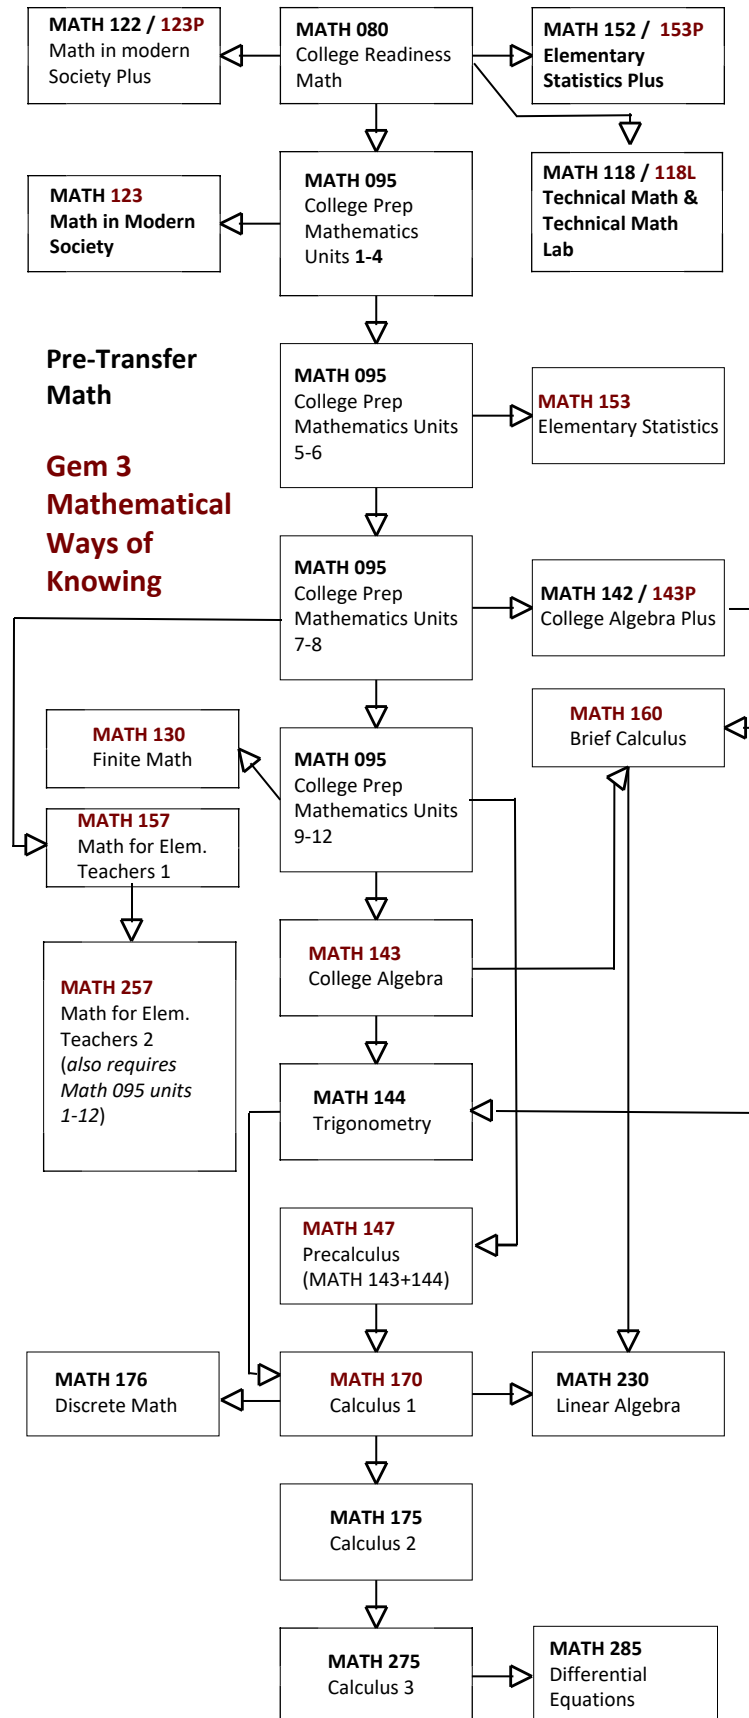 MATH 122 / 123P
Math in modern
Society Plus
MATH 080
College Readiness
Math
MATH 152 / 153P
Elementary
Statistics Plus
MATH 123
Math in Modern
Society
MATH 095
College Prep
Mathematics
Units 1-4
MATH 118 / 118L
Technical Math &
Technical Math
Lab
Pre-Transfer
Math
Gem 3
Mathematical
Ways of
Knowing
MATH 095
College Prep
Mathematics Units
5-6
MATH 153
Elementary Statistics
MATH 095
College Prep
Mathematics Units
7-8
MATH 142 / 143P
College Algebra Plus
MATH 130
Finite Math
MATH 095
College Prep
Mathematics Units
9-12
MATH 160
Brief Calculus
MATH 157
Math for Elem.
Teachers 1
MATH 143
College Algebra
MATH 257
Math for Elem.
Teachers 2
(also requires
Math 095 units
1-12)
MATH 144
Trigonometry
MATH 147
Precalculus
(MATH 143+144)
MATH 176
Discrete Math
MATH 170
Calculus 1
MATH 230
Linear Algebra
MATH 175
Calculus 2
MATH 275
Calculus 3
MATH 285
Differential
Equations